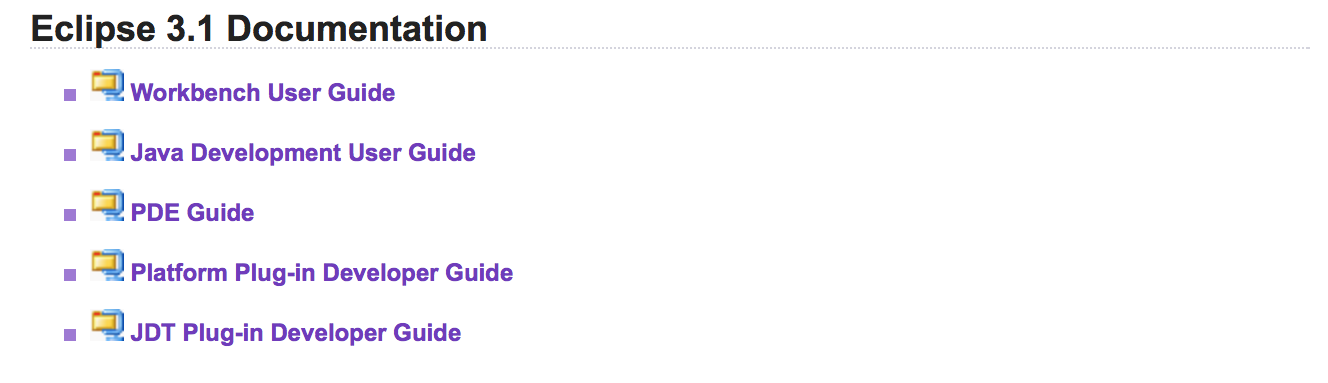 Eclipse 3.1 Documentation
Workbench User Guide
Java Development User Guide
PDE Guide
Platform Plug-in Developer Guide
JDT Plug-in Developer Guide